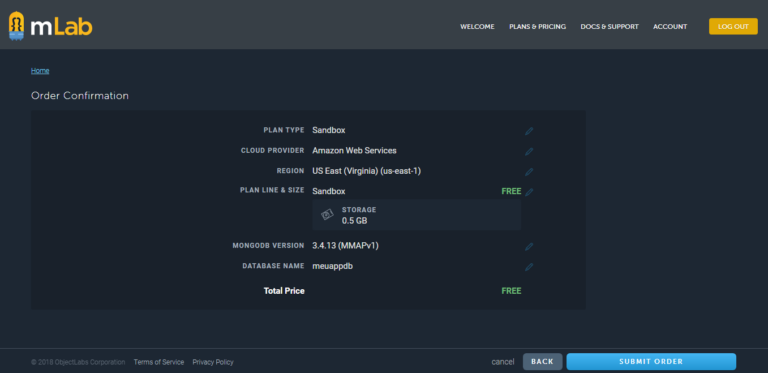 mLab
WELCOME PLANS & PRICING DOCS & SUPPORT ACCOUNT LOG OUT
Home
Order Confirmation
PLAN TYPE Sandbox
CLOUD PROVIDER Amazon Web Services
REGION US East (Virginia) (us-east-1)
PLAN LINE & SIZE Sandbox FREE
STORAGE
0.5 GB
MONGODB VERSION 3.4.13 (MMAPv1)
DATABASE NAME meuappdb
Total Price FREE
© 2018 ObjectLabs Corporation Terms of Service Privacy Policy cancel BACK SUBMIT ORDER